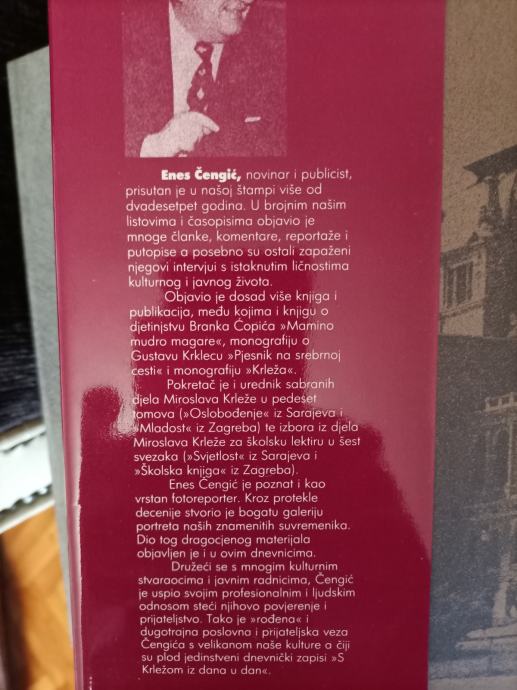 Enes Čengić, novinar i publicist,
prisutan je u našoj štampi više od
dvadesetpet godina. U brojnim našim
listovima i časopisima objavio je
mnoge članke, komentare, reportaže i
putopise a posebno su ostali zapaženi
njegovi intervjui s istaknutim ličnostima
kulturnog i javnog života.
Objavio je dosad više knjiga i
publikacija, među kojima i knjigu o
djetinjstvu Branka Ćopića »Mamino
mudro magare«, monografiju o
Gustavu Krklecu »Pjesnik na srebrnoj
cesti« i monografiju »Krleža«.
Pokretač je i urednik sabranih
djela Miroslava Krleže u pedeset
tomova (»Oslobođenje« iz Sarajeva i
»Mladost« iz Zagreba) te izbora iz djela
Miroslava Krleže za školsku lektiru u šest
svezaka (»Svjetlost« iz Sarajeva i
»Školska knjiga« iz Zagreba).
Enes Čengić je poznat i kao
vrstan fotoreporter. Kroz protekle
decenije stvorio je bogatu galeriju
portreta naših znamenitih suvremenika.
Dio tog dragocjenog materijala
objavljen je i u ovim dnevnicima.
Družeći se s mnogim kulturnim
stvaraocima i javnim radnicima, Čengić
je uspio svojim profesionalnim i ljudskim
odnosom steći njihovo povjerenje i
prijateljstvo. Tako je »rođena« i
dugotrajna poslovna i prijateljska veza
Čengića s velikanom naše kulture a čiji
su plod jedinstveni dnevnički zapisi »S
Krležom iz dana u dan«.